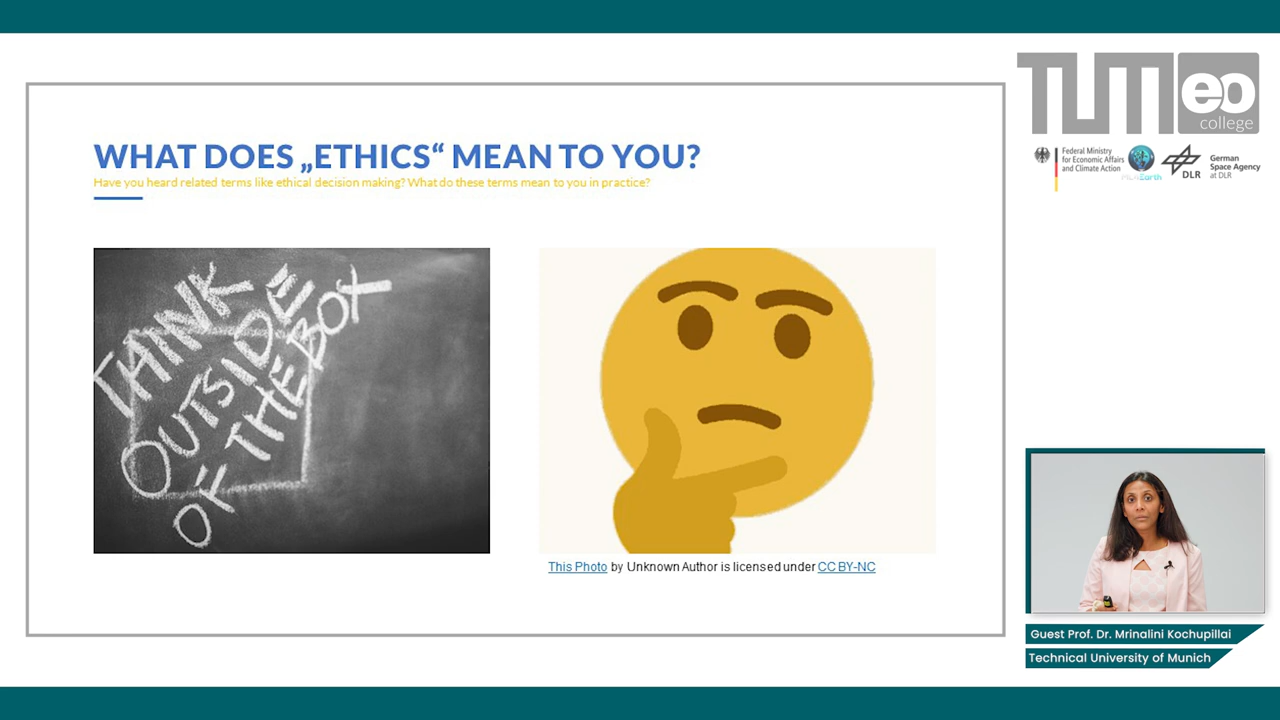 WHAT DOES „ETHICS“ MEAN TO YOU?
Have you heard related terms like ethical decision making? What do these terms mean to you in practice?
THINK
OUTSIDE
OF THE BOX
This Photo by Unknown Author is licensed under CC BY-NC
TUM eo
college
Federal Ministry
for Economic Affairs
and Climate Action
DLR
German
Space Agency
at DLR
Guest Prof. Dr. Mrinalini Kochupillai
Technical University of Munich